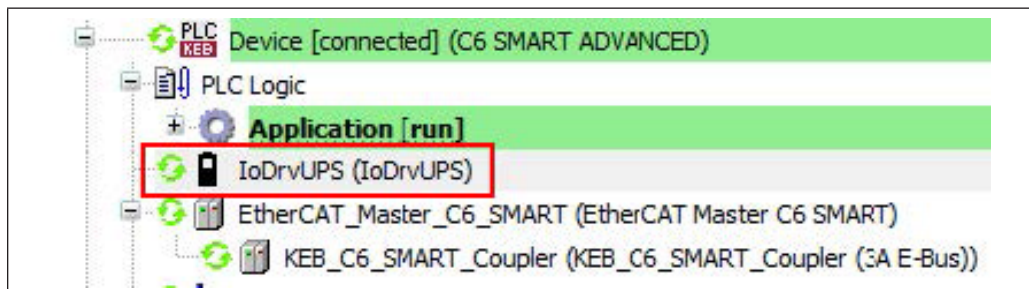 PLC
KEB Device [connected] (C6 SMART ADVANCED)
PLC Logic
Application [run]
IoDrvUPS (IoDrvUPS)
EtherCAT_Master_C6_SMART (EtherCAT Master C6 SMART)
KEB_C6_SMART_Coupler (KEB_C6_SMART_Coupler (3A E-Bus))